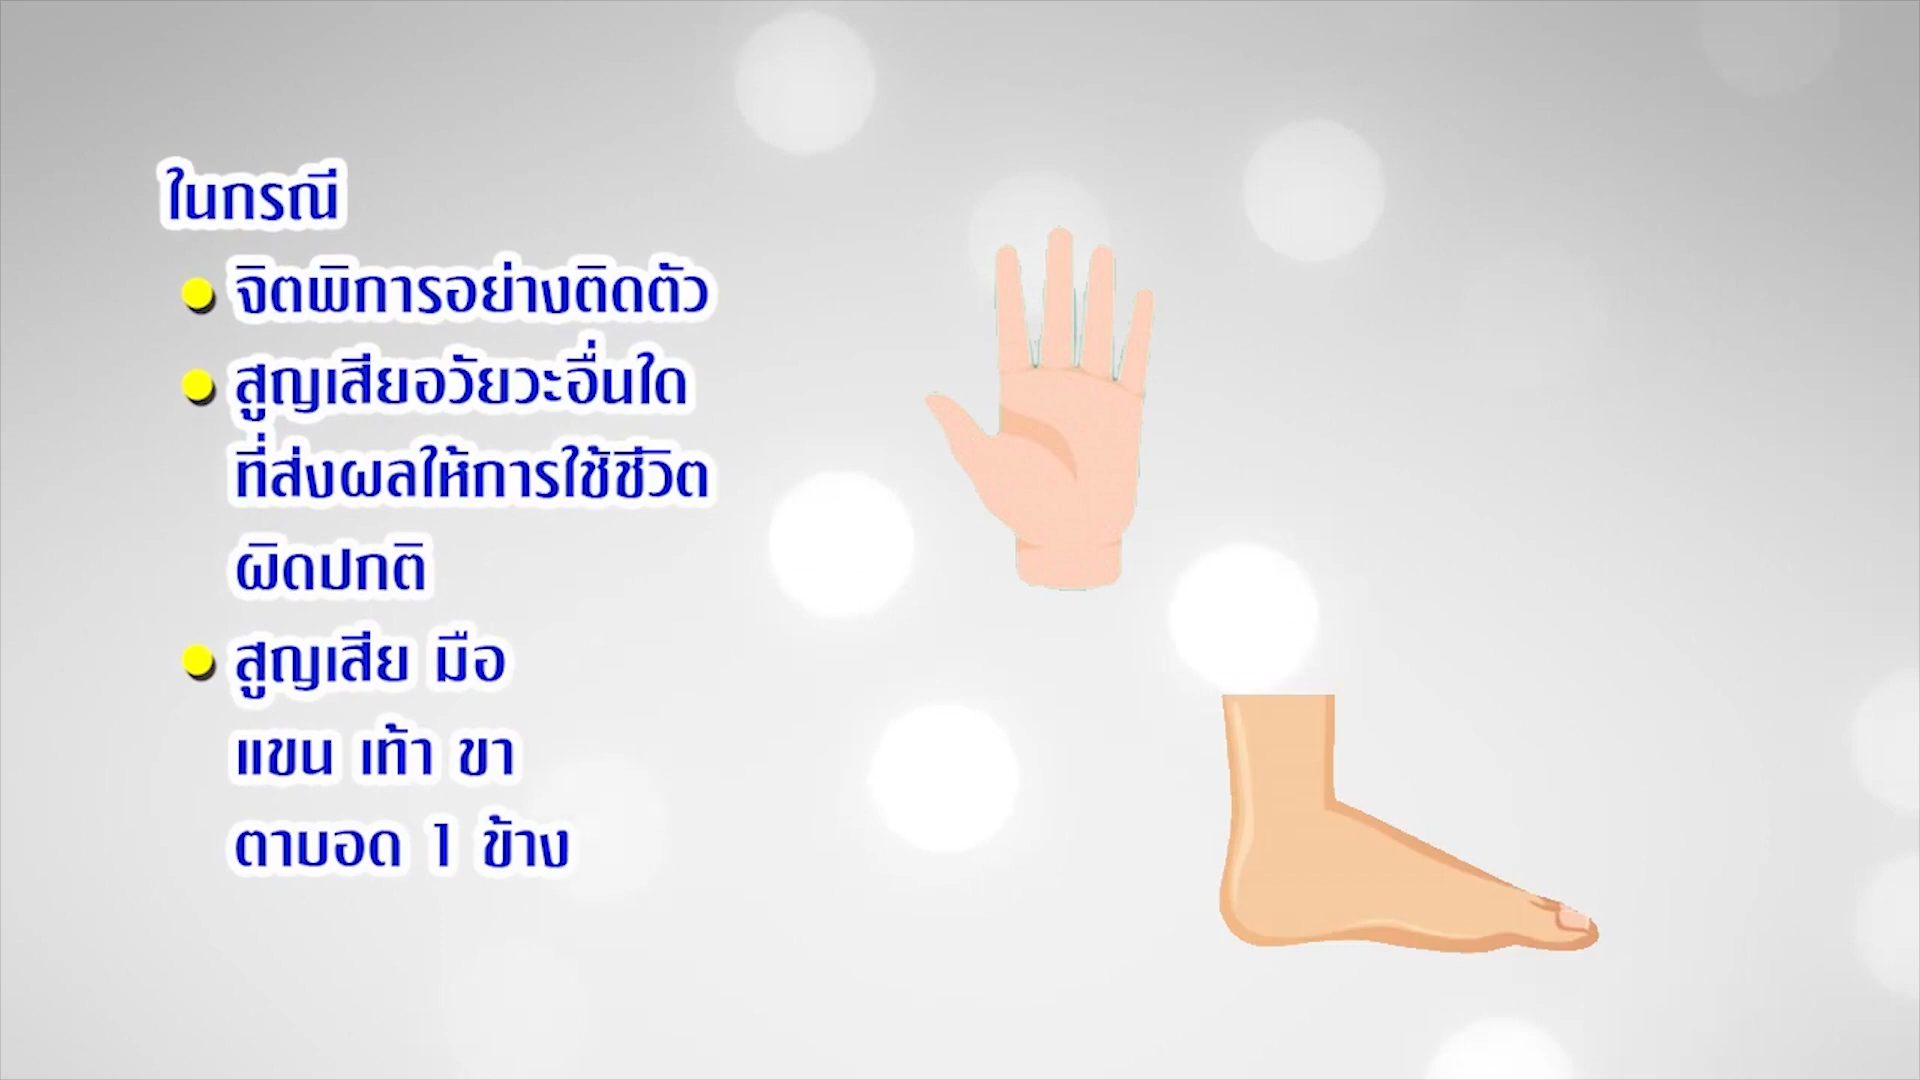 ในกรณี
จิตพิการอย่างติดตัว
สูญเสียอวัยวะอื่นใด
ที่ส่งผลให้การใช้ชีวิต
ผิดปกติ
สูญเสีย มือ
แขน เท้า ขา
ตาบอด 1 ข้าง